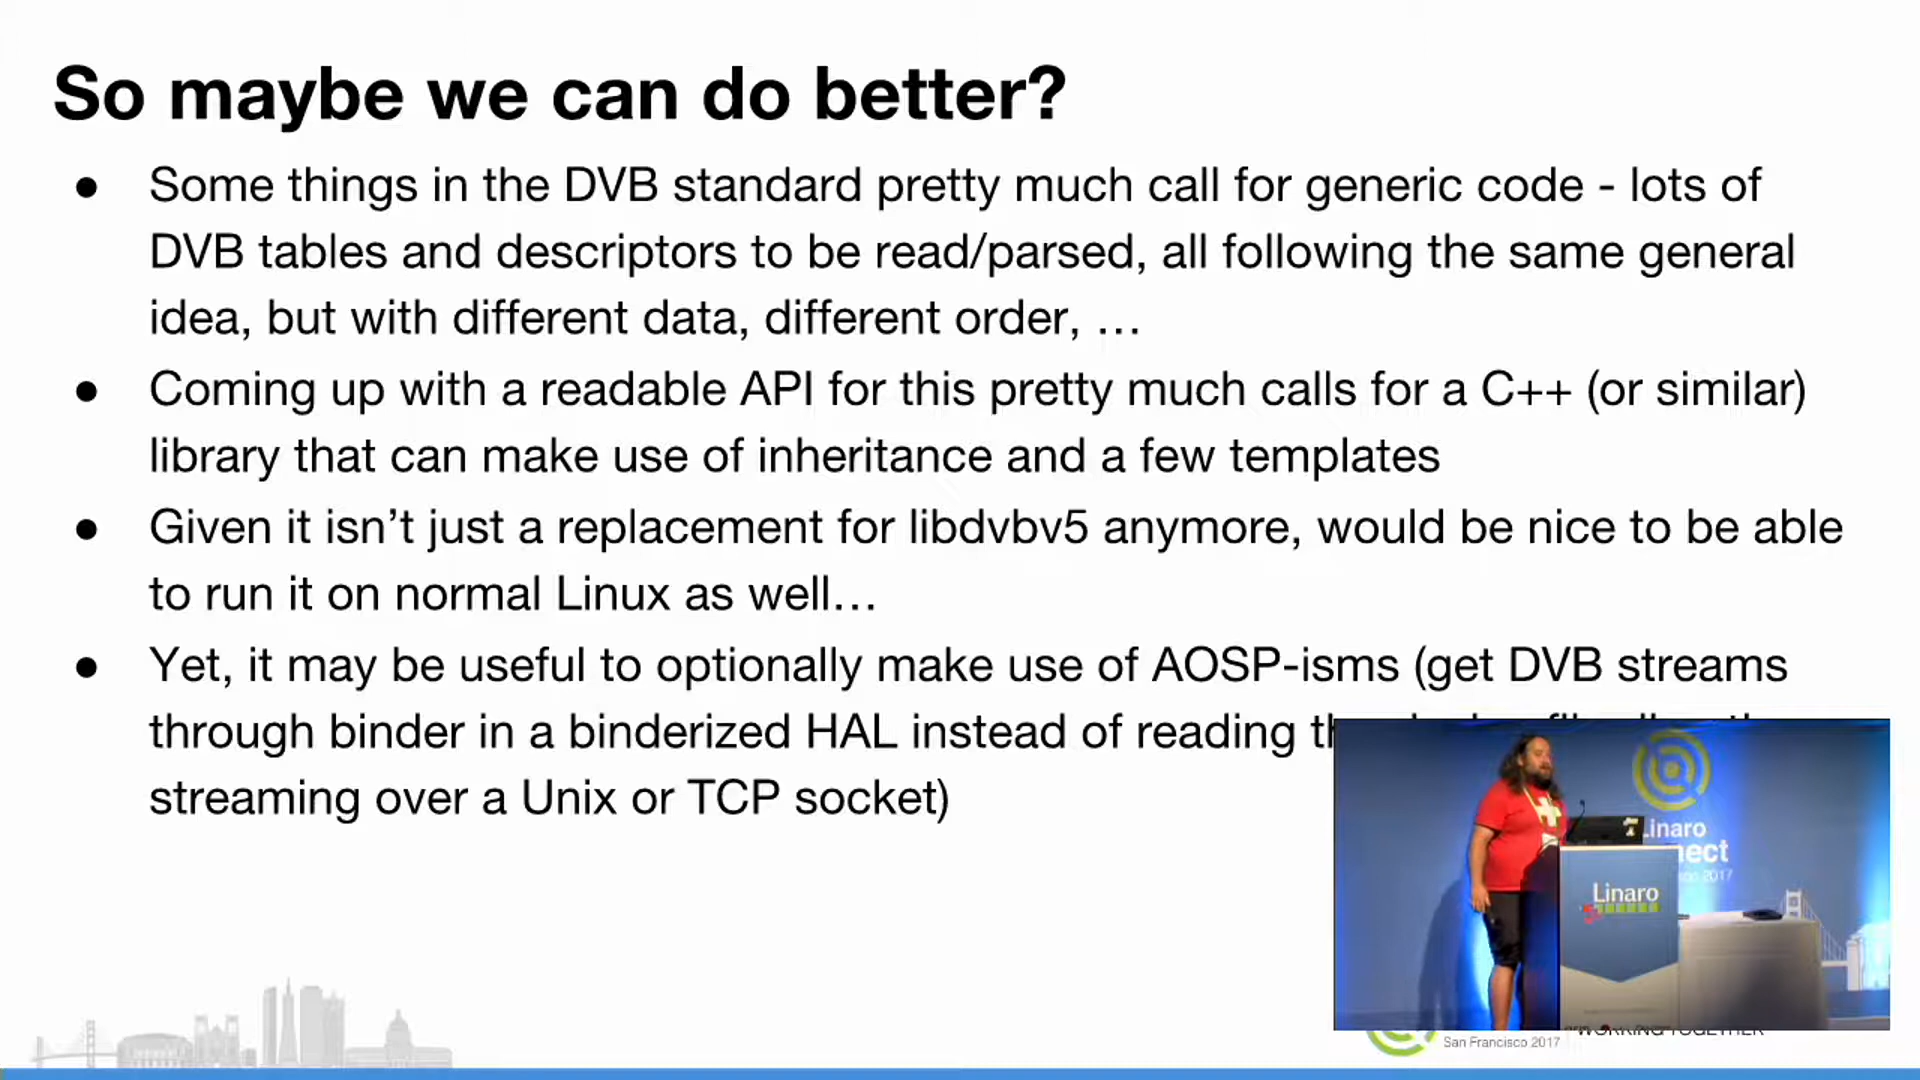 So maybe we can do better?
● Some things in the DVB standard pretty much call for generic code - lots of
DVB tables and descriptors to be read/parsed, all following the same general
idea, but with different data, different order, …
● Coming up with a readable API for this pretty much calls for a C++ (or similar)
library that can make use of inheritance and a few templates
● Given it isn’t just a replacement for libdvbv5 anymore, would be nice to be able
to run it on normal Linux as well…
● Yet, it may be useful to optionally make use of AOSP-isms (get DVB streams
through binder in a binderized HAL instead of reading
streaming over a Unix or TCP socket)
Linaro
Linaro
San Francisco 2017
TOGETHER